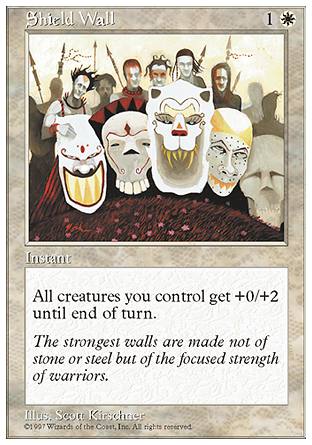 Shield Wall 1
Instant
All creatures you control get +0/+2
until end of turn.
The strongest walls are made not of
stone or steel but of the focused strength
of warriors.
Illus. Scott Kirschner
©1997 Wizards of the Coast, Inc. All rights reserved.